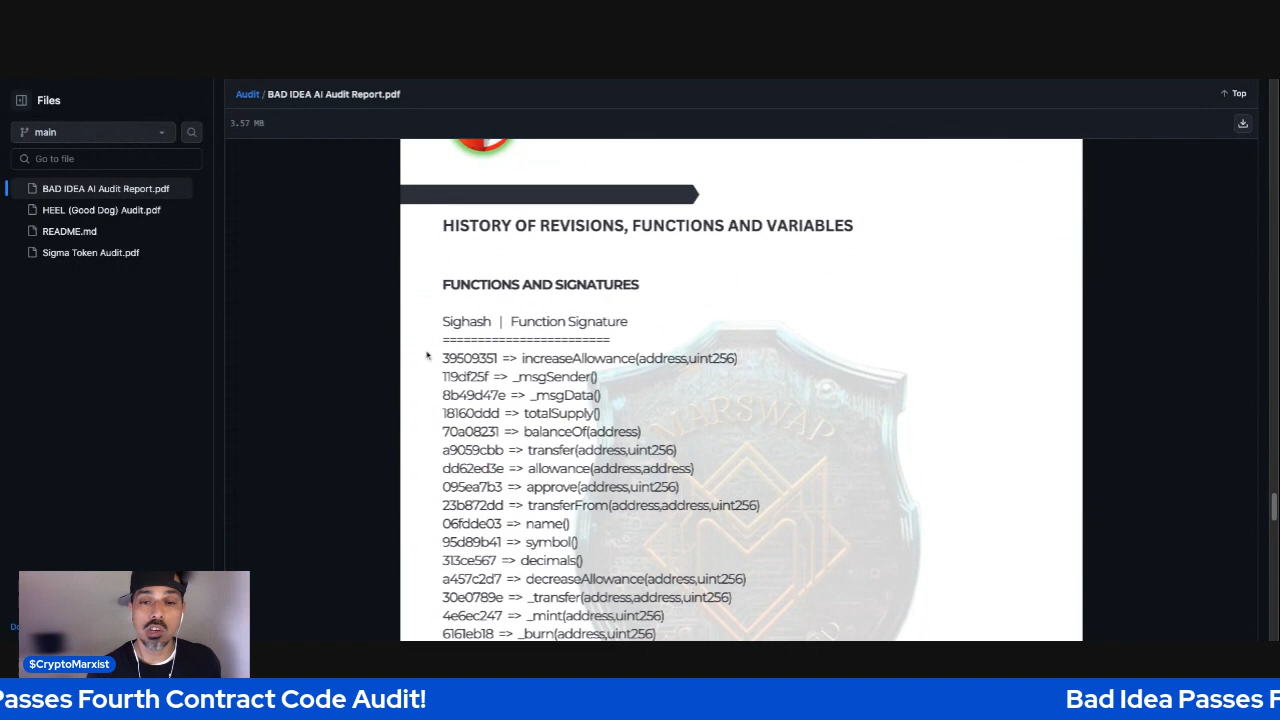 Files
main
Go to file
BAD IDEA AI Audit Report.pdf
HEEL (Good Dog) Audit.pdf
README.md
Sigma Token Audit.pdf
Audit / BAD IDEA AI Audit Report.pdf
Top
3.57 MB
HISTORY OF REVISIONS, FUNCTIONS AND VARIABLES
FUNCTIONS AND SIGNATURES
Sighash | Function Signature
========================
39509351 => increaseAllowance(address,uint256)
119df25f => _msgSender()
8b49d47e => _msgData()
18160ddd => totalSupply()
70a08231 => balanceOf(address)
a9059cbb => transfer(address,uint256)
dd62ed3e => allowance(address,address)
095ea7b3 => approve(address,uint256)
23b872dd => transferFrom(address,address,uint256)
06fdde03 => name()
95d89b41 => symbol()
313ce567 => decimals()
a457c2d7 => decreaseAllowance(address,uint256)
30e0789e => _transfer(address,address,uint256)
4e6ec247 => _mint(address,uint256)
6161eb18 => _burn(address,uint256)
MARSWAP
$CryptoMarxist
Passes Fourth Contract Code Audit!
Bad Idea Passes F